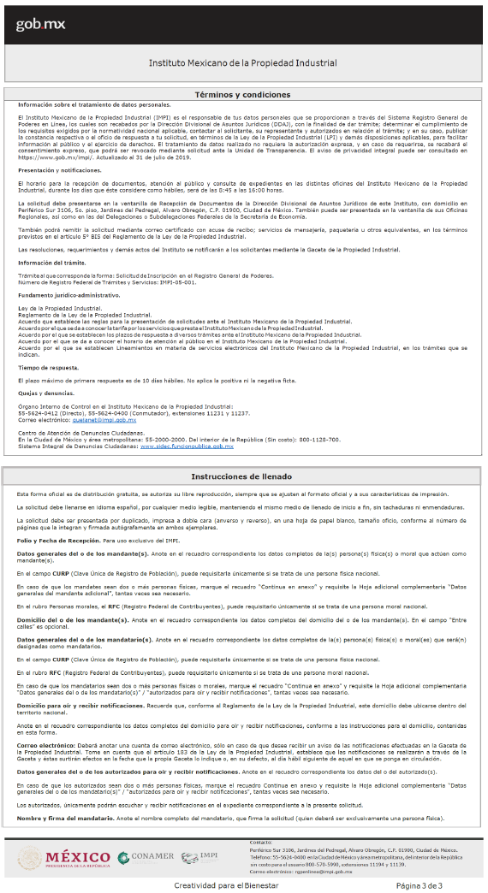 gob.mx
Instituto Mexicano de la Propiedad Industrial
Términos y condiciones
Información sobre el tratamiento de datos personales.
El Instituto Mexicano de la Propiedad Industrial (IMPI) es el responsable de tus datos personales que se proporcionan a través del Sistema Registro General de
Poderes en Línea, los cuales son recabados por la Dirección Divisional de Asuntos Jurídicos (DDAJ), con la finalidad de dar trámite; determinar el cumplimiento de
los requisitos exigidos por la normatividad nacional aplicable, contactar al solicitante, su representante y autorizados en relación al trámite; y en su caso, publicar
la constancia respectiva o el oficio de respuesta a tu solicitud, en términos de la Ley de la Propiedad Industrial (LPI) y demás disposiciones aplicables, para facilitar
información al público y el ejercicio de derechos. El tratamiento de datos realizado no requiera la autorización expresa, y en caso de requerirse, se recabará el
consentimiento expreso, que podrá ser revocado mediante solicitud ante la Unidad de Transparencia. El aviso de privacidad integral puede ser consultado en
https://www.gob.mx/impi/. Actualizado al 31 de julio de 2019.
Presentación y notificaciones.
El horario para la recepción de documentos, atención al público y consulta de expedientes en las distintas oficinas del Instituto Mexicano de la Propiedad
Industrial, durante los días que éste considere como hábiles, será de las 8:45 a las 16:00 horas.
La solicitud debe presentarse en la ventanilla de Recepción de Documentos de la Dirección Divisional de Asuntos Jurídicos de este Instituto, con domicilio en
Periférico Sur 3106, 5o. piso, Jardines del Pedregal, Álvaro Obregón, C.P. 01900, Ciudad de México. También puede ser presentada en la ventanilla de sus Oficinas
Regionales, así como en las del Delegaciones o Subdelegaciones Federales de la Secretaría de Economía.
También podrá remitir la solicitud mediante correo certificado con acuse de recibo; servicios de mensajería, paquetería u otros equivalentes, en los términos
previstos en el artículo 5º BIS del Reglamento de la Ley de la Propiedad Industrial.
Las resoluciones, requerimientos y demás actos del Instituto se notificarán a los solicitantes mediante la Gaceta de la Propiedad Industrial.
Información del trámite.
Trámite al que corresponde la forma: Solicitud de Inscripción en el Registro General de Poderes.
Número de Registro Federal de Trámites y Servicios: IMPI-05-001.
Fundamento jurídico-administrativo.
Ley de la Propiedad Industrial.
Reglamento de la Ley de la Propiedad Industrial.
Acuerdo que establece las reglas para la presentación de solicitudes ante el Instituto Mexicano de la Propiedad Industrial.
Acuerdo por el que se da a conocer la tarifa por los servicios que presta el Instituto Mexicano de la Propiedad Industrial.
Acuerdo por el que se establecen los plazos de respuesta a diversos trámites ante el Instituto Mexicano de la Propiedad Industrial.
Acuerdo por el que se da a conocer el horario de atención al público en el Instituto Mexicano de la Propiedad Industrial.
Acuerdo por el que se establecen Lineamientos en materia de servicios electrónicos del Instituto Mexicano de la Propiedad Industrial, en los trámites que se
indican.
Tiempo de respuesta.
El plazo máximo de primera respuesta es de 10 días hábiles. No aplica la positiva ni la negativa ficta.
Quejas y denuncias.
Órgano Interno de Control en el Instituto Mexicano de la Propiedad Industrial:
55-5624-0412 (Directo), 55-5624-0400 (Conmutador), extensiones 11231 y 11237.
Correo electrónico: quejanet@impi.gob.mx
Centro de Atención de Denuncias Ciudadanas.
En la Ciudad de México y área metropolitana: 55-2000-2000. Del interior de la República (Sin costo): 800-1120-700.
Sistema Integral de Denuncias Ciudadanas: www.sidec.funcionpublica.gob.mx
Instrucciones de llenado
Esta forma oficial es de distribución gratuita, se autoriza su libre reproducción, siempre que se ajusten al formato oficial y a sus características de impresión.
La solicitud debe llenarse en idioma español, por cualquier medio legible, manteniendo el mismo medio de llenado de inicio a fin, sin tachaduras ni enmendaduras.
La solicitud debe ser presentada por duplicado, impresa a doble cara (anverso y reverso), en una hoja de papel blanco, tamaño oficio, conforme al número de
páginas que la integran y firmada autógrafamente en ambos ejemplares.
Folio y Fecha de Recepción. Para uso exclusivo del IMPI.
Datos generales del o de los mandante(s). Anote en el recuadro correspondiente los datos completos de la(s) persona(s) física(s) o moral que actúan como
mandante(s).
En el campo CURP (Clave Única de Registro de Población), puede requisitarle únicamente si se trata de una persona física nacional.
En caso de que los mandates sean dos o más personas físicas, marque el recuadro "Continua en anexo" y requisite la Hoja adicional complementaria "Datos
generales del mandante adicional", tantas veces sea necesario.
En el rubro Personas morales, el RFC (Registro Federal de Contribuyentes), puede requisitarle únicamente si se trata de una persona moral nacional.
Domicilio del o de los mandante(s). Anote en el recuadro correspondiente los datos completos del domicilio del o de los mandante(s). En el campo "Entre
calles" es opcional.
Datos generales del o de los mandatario(s). Anote en el recuadro correspondiente los datos completos de la(s) persona(s) física(s) o moral(es) que será(n)
designadas como mandatarios.
En el campo CURP (Clave Única de Registro de Población), puede requisitarle únicamente si se trata de una persona física nacional.
En el rubro RFC (Registro Federal de Contribuyentes), puede requisitarlo únicamente si se trata de una persona moral nacional.
En caso de que los mandatarios sean dos o más personas físicas o morales, marque el recuadro "Continua en anexo" y requisite la Hoja adicional complementaria
"Datos generales del o de los mandatario(s)" / "autorizados para oír y recibir notificaciones", tantas veces sea necesario.
Domicilio para oír y recibir notificaciones. Recuerde que, conforme al Reglamento de la Ley de la Propiedad Industrial, este domicilio debe ubicarse dentro del
territorio nacional.
Anote en el recuadro correspondiente los datos completos del domicilio para oír y recibir notificaciones, conforme a las instrucciones para el domicilio, contenidas
en esta forma.
Correo electrónico: Deberá anotar una cuenta de correo electrónico, sólo en caso de que desee recibir un aviso de las notificaciones efectuadas en la Gaceta de
la Propiedad Industrial. Tome en cuenta que el artículo 183 de la Ley de la Propiedad Industrial, establece que las notificaciones se realizarán a través de la
Gaceta y éstas surtirán efectos en la fecha que la propia Gaceta lo indique o, en su defecto, al día hábil siguiente de aquel en que se ponga en circulación.
Datos generales del o de los autorizados para oír y recibir notificaciones. Anote en el recuadro correspondiente los datos del o del autorizado(s).
En caso de que los autorizados sean dos o más personas físicas, marque el recuadro Continua en anexo y requisite la Hoja adicional complementaria "Datos
generales del o de los mandatario(s)" / "autorizados para oír y recibir notificaciones", tantas veces sea necesario.
Los autorizados, únicamente podrán escuchar y recibir notificaciones en el expediente correspondiente a la presente solicitud.
Nombre y firma del mandatario. Anote el nombre completo del mandatario, que firma la solicitud (quien deberá ser exclusivamente una persona física).
MÉXICO
GOBIERNO DE LA REPÚBLICA
CONAMER
IMPI
Contacto:
Periférico Sur 3106, Jardines del Pedregal, Álvaro Obregón, C.P. 01900, Ciudad de México.
Teléfono: 55-5624-0400 en la Ciudad de México y área metropolitana, del interior de la República
sin costo para el usuario 800-570-5990, extensiones 11194 y 11139.
Correo electrónico: rgpenlinea@impi.gob.mx
Creatividad para el Bienestar
Página 3 de 3